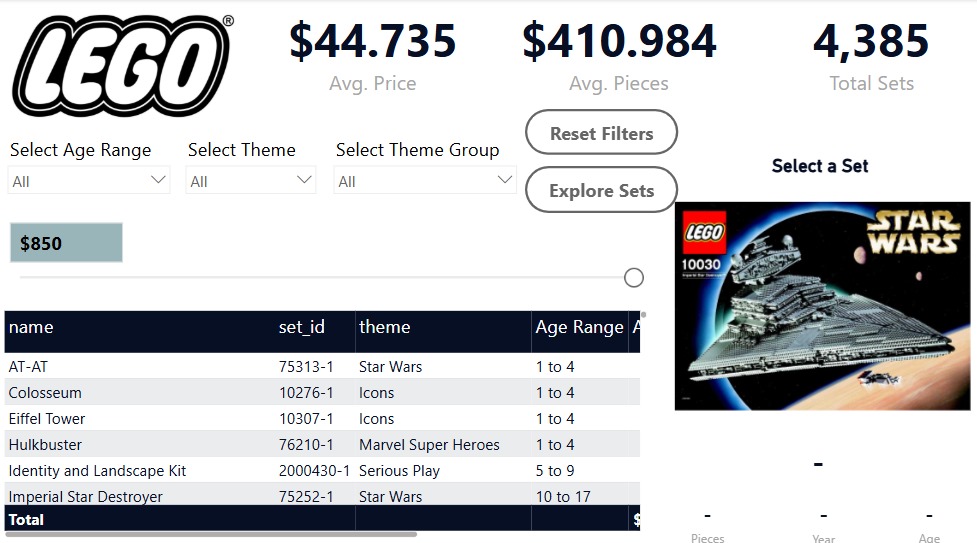 LEGO®
$44.735
Avg. Price
$410.984
Avg. Pieces
4,385
Total Sets
Select Age Range
All
Select Theme
All
Select Theme Group
All
Reset Filters
Explore Sets
$850
name set_id theme Age Range A
AT-AT 75313-1 Star Wars 1 to 4
Colosseum 10276-1 Icons 1 to 4
Eiffel Tower 10307-1 Icons 1 to 4
Hulkbuster 76210-1 Marvel Super Heroes 1 to 4
Identity and Landscape Kit 2000430-1 Serious Play 5 to 9
Imperial Star Destroyer 75252-1 Star Wars 10 to 17
Total $
Select a Set
LEGO
10030
STAR
WARS
-
- - -
Pieces Year Age